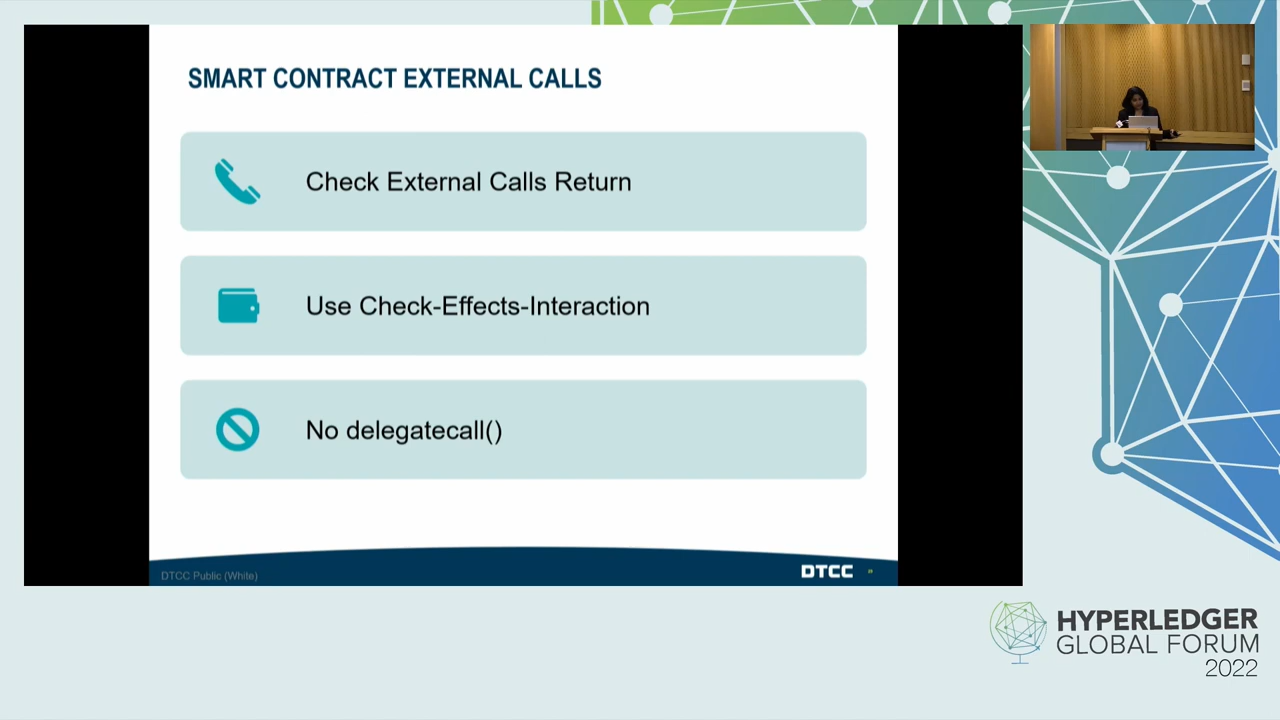 SMART CONTRACT EXTERNAL CALLS
Check External Calls Return
Use Check-Effects-Interaction
No delegatecall()
DTCC Public (White)
DTCC
HYPERLEDGER
GLOBAL FORUM
2022